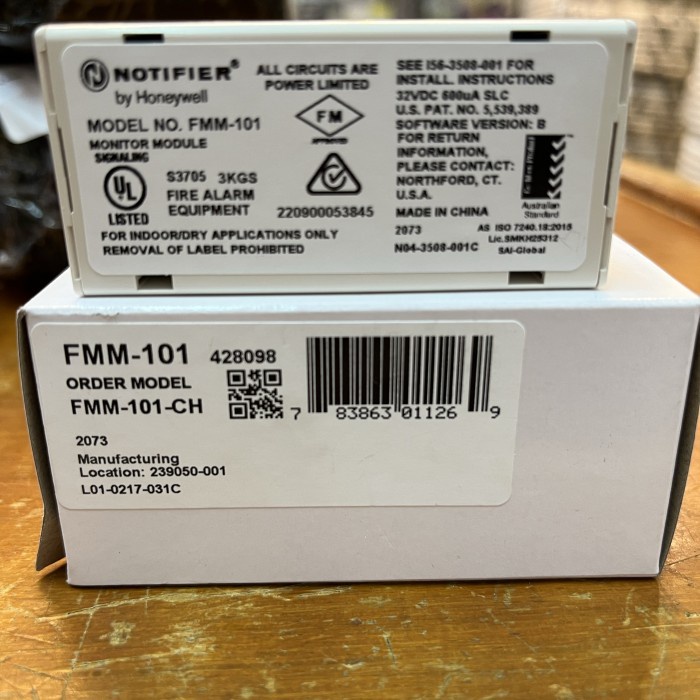 NOTIFIER®
by Honeywell
MODEL NO. FMM-101
MONITOR MODULE
SIGNALING
UL
LISTED
S3705 3KGS
FIRE ALARM
EQUIPMENT
FOR INDOOR/DRY APPLICATIONS ONLY
REMOVAL OF LABEL PROHIBITED
ALL CIRCUITS ARE
POWER LIMITED
FM
APPROVED
220900053845
SEE I56-3508-001 FOR
INSTALL. INSTRUCTIONS
32VDC 600uA SLC
U.S. PAT. NO. 5,539,389
SOFTWARE VERSION: B
FOR RETURN
INFORMATION,
PLEASE CONTACT:
NORTHFORD, CT.
U.S.A.
MADE IN CHINA
2073
N04-3508-001C
Australian
Standard
AS ISO 7240.18:2015
Lic.SMKH25312
SAI-Global
FMM-101 428098
ORDER MODEL
FMM-101-CH
7 83863 01126 9
2073
Manufacturing
Location: 239050-001
L01-0217-031C